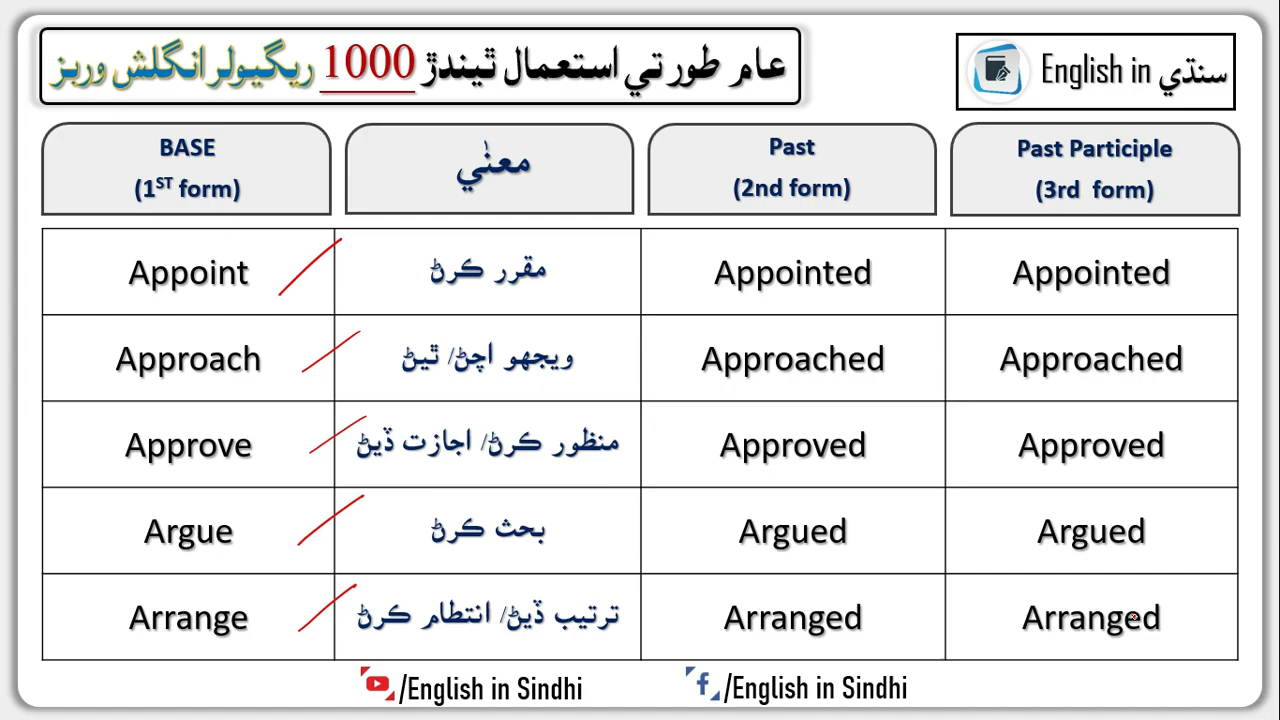 عام طور تي استعمال ٿيندڙ 1000 ريگيولر انگلش وربز
English in سنڌي
BASE
(1ST form)
معنيٰ
Past
(2nd form)
Past Participle
(3rd form)
Appoint مقرر ڪرڻ Appointed Appointed
Approach ويجهو اچڻ/ ٿيڻ Approached Approached
Approve منظور ڪرڻ/ اجازت ڏيڻ Approved Approved
Argue بحث ڪرڻ Argued Argued
Arrange ترتيب ڏيڻ/ انتطام ڪرڻ Arranged Arranged
/English in Sindhi /English in Sindhi